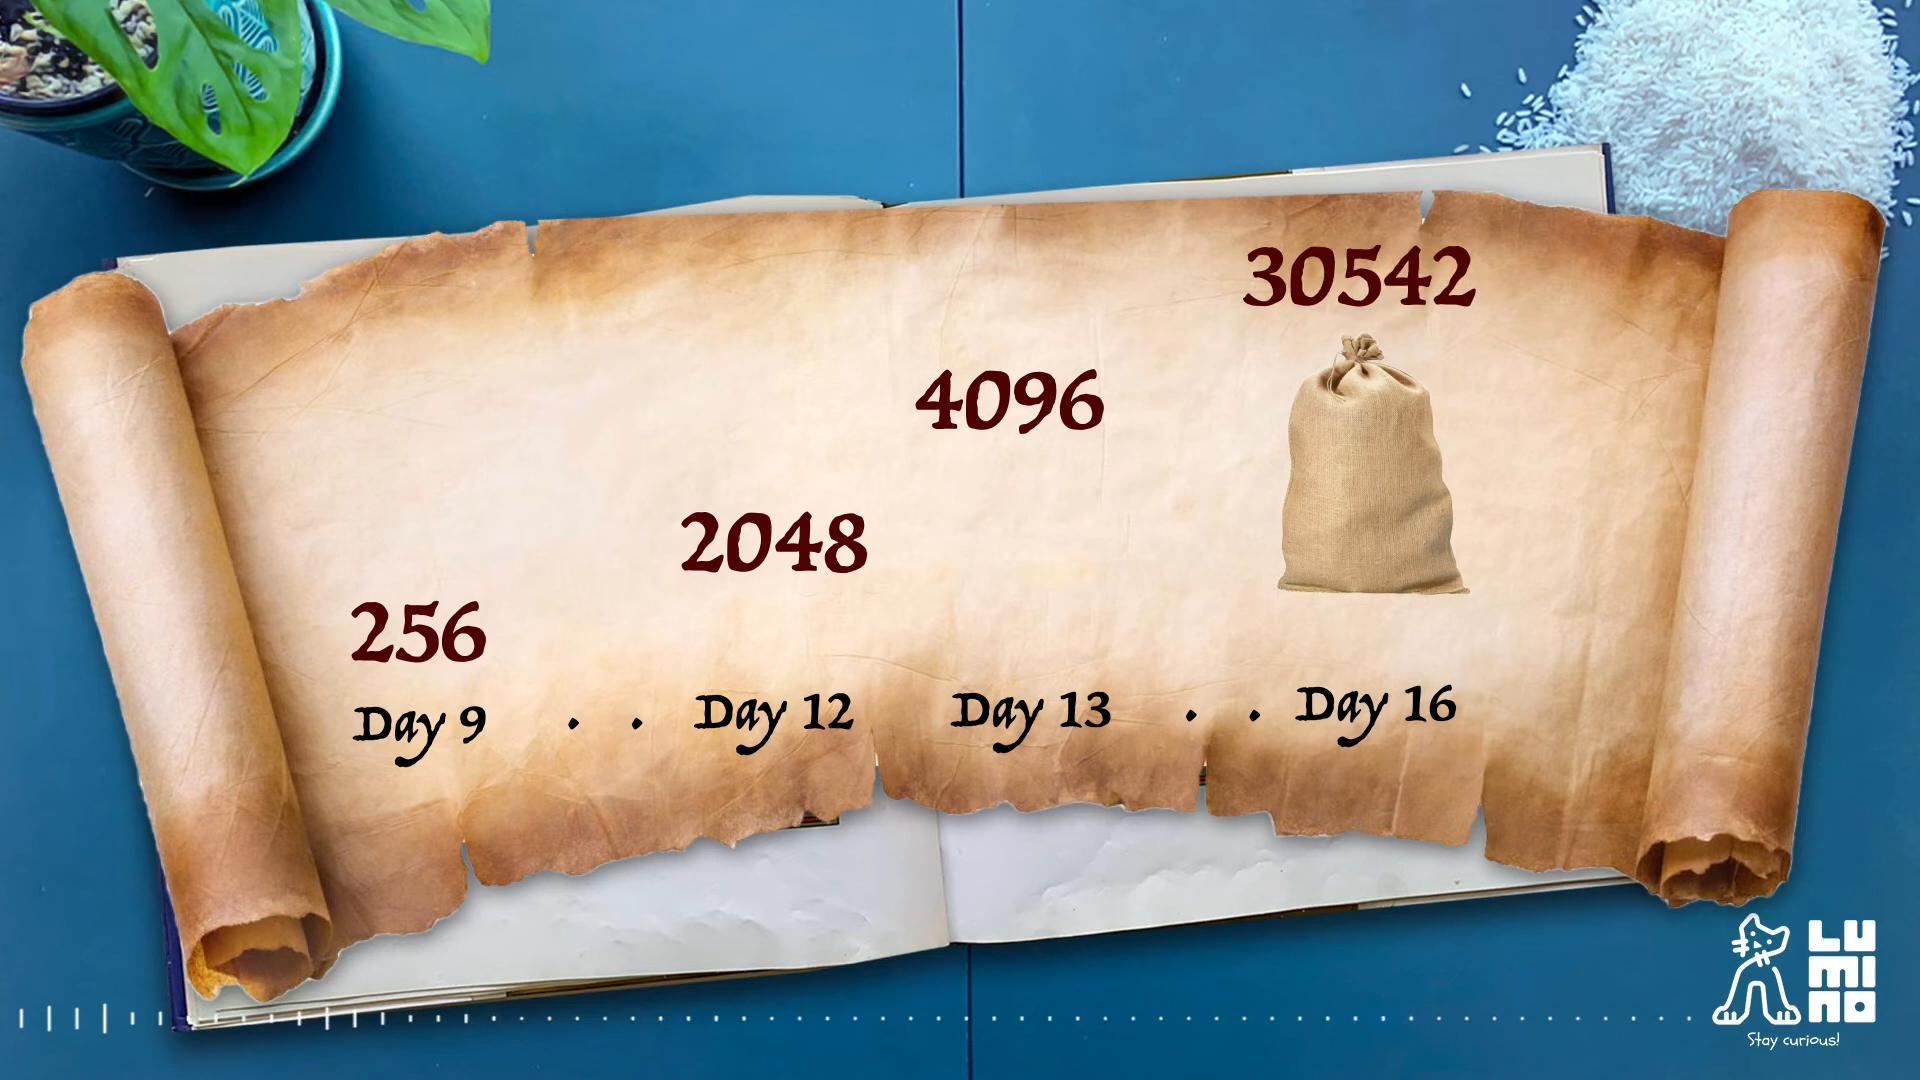 30542
4096
2048
256
Day 9 . . Day 12 Day 13 . . Day 16
LU
MI
NO
Stay curious!